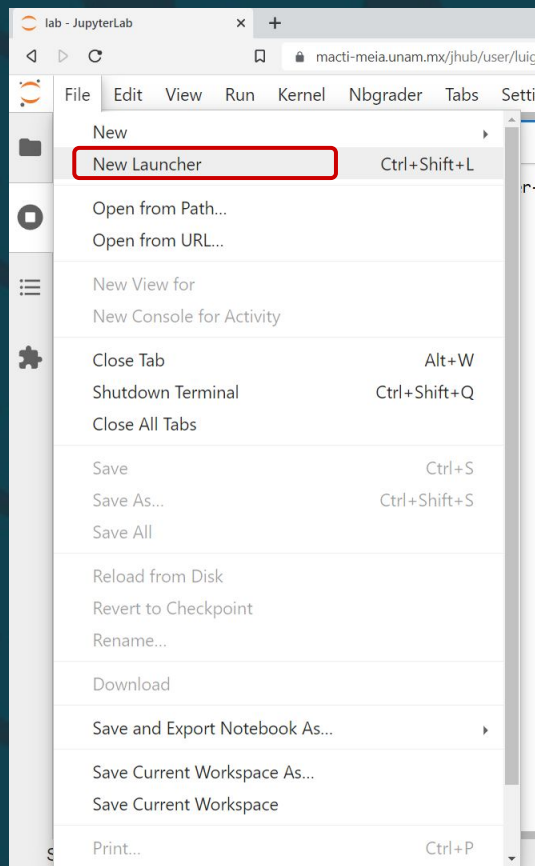 lab - JupyterLab
macti-meia.unam.mx/jhub/user/luig
File Edit View Run Kernel Nbgrader Tabs Setti
New
New Launcher Ctrl+Shift+L
Open from Path...
Open from URL...
New View for
New Console for Activity
Close Tab Alt+W
Shutdown Terminal Ctrl+Shift+Q
Close All Tabs
Save Ctrl+S
Save As... Ctrl+Shift+S
Save All
Reload from Disk
Revert to Checkpoint
Rename...
Download
Save and Export Notebook As...
Save Current Workspace As...
Save Current Workspace
Print... Ctrl+P